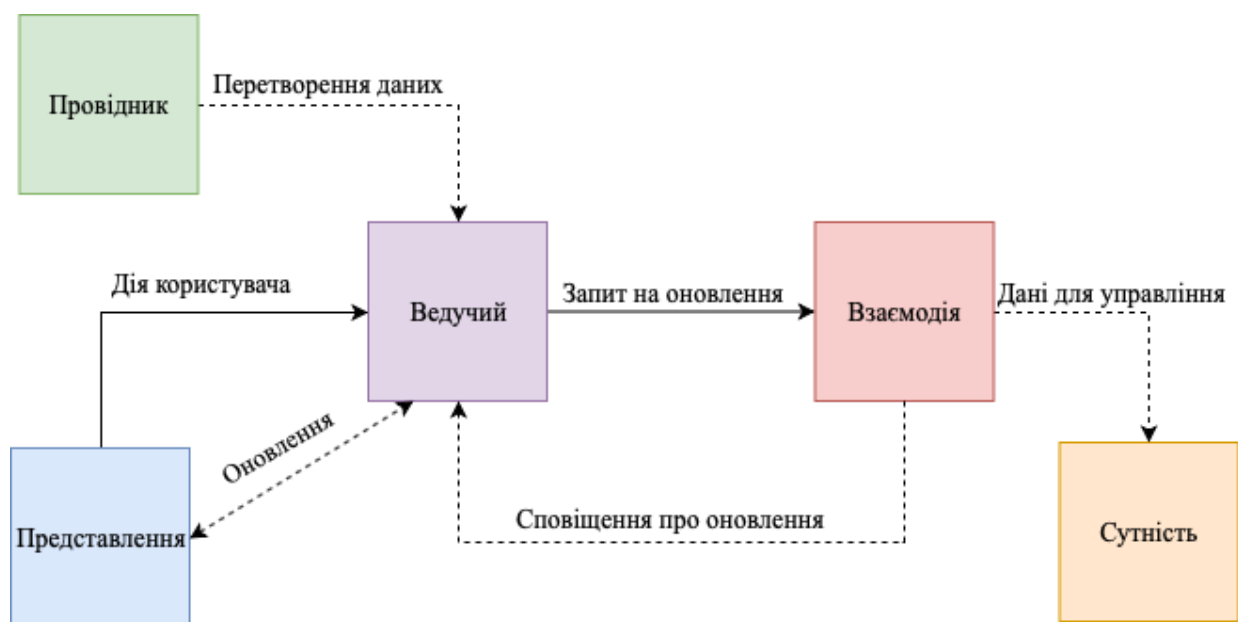 Провідник
Перетворення даних
Дія користувача
Ведучий
Запит на оновлення
Взаємодія
Дані для управління
Оновлення
Представлення
Сповіщення про оновлення
Сутність